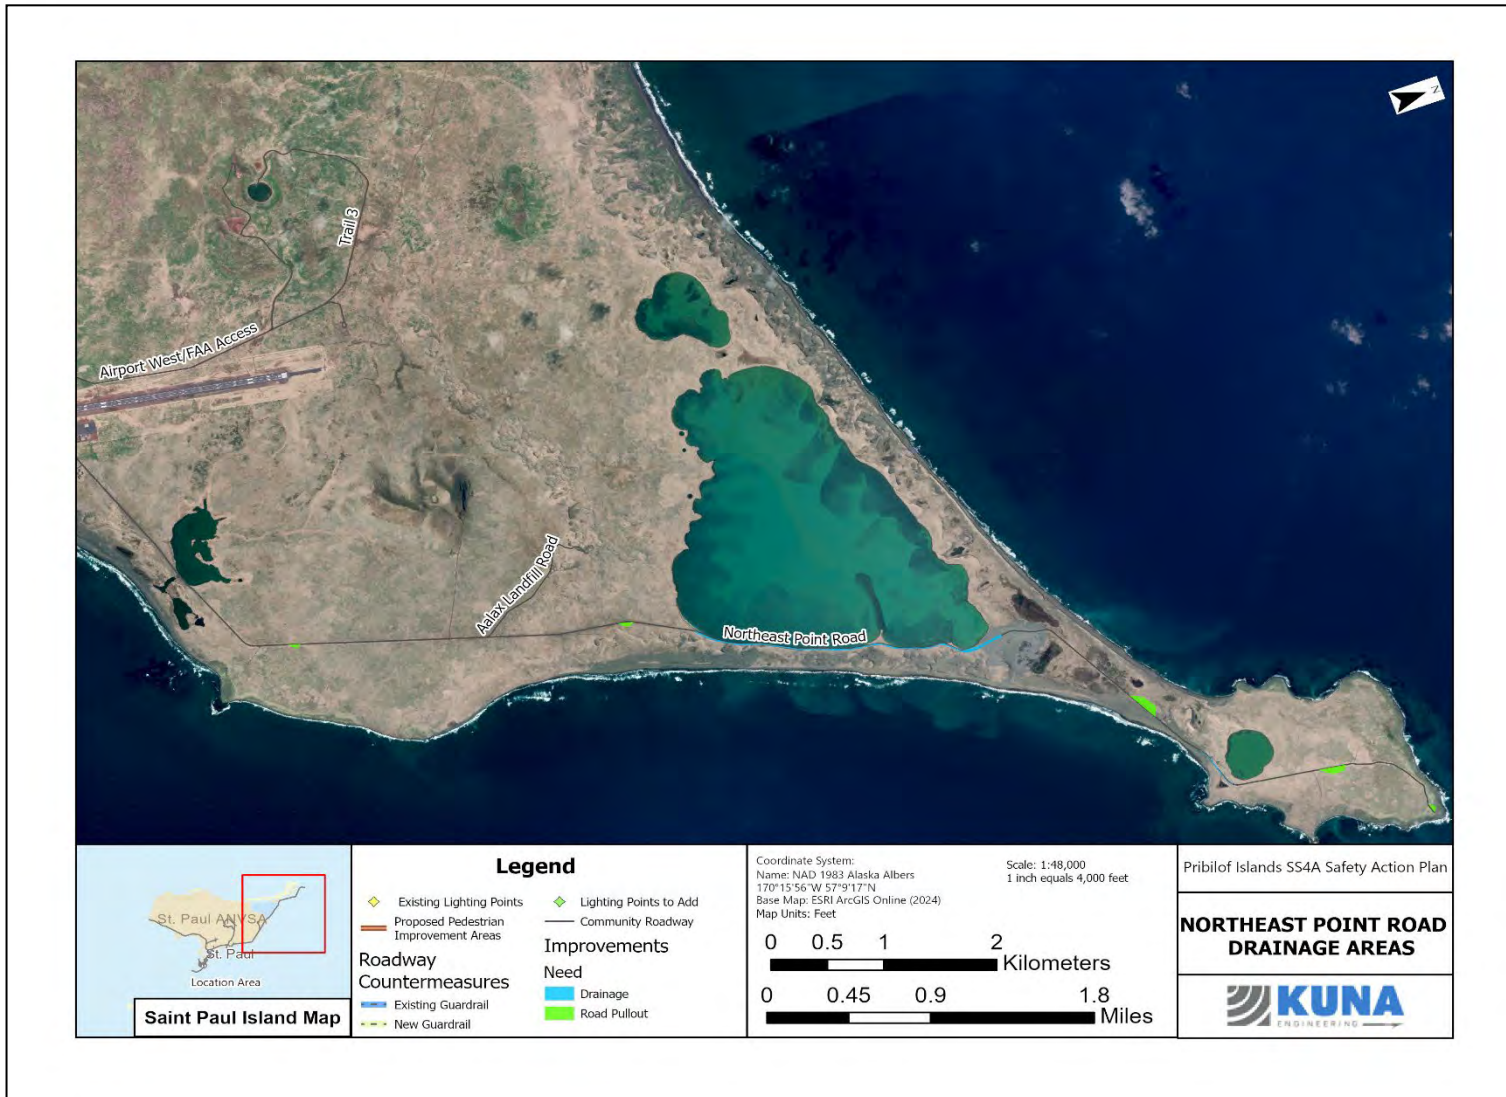 N
Trail 3
Airport West/FAA Access
Aalax Landfill Road
Northeast Point Road
St. Paul ANVSA
St. Paul
Location Area
Saint Paul Island Map
Legend
Existing Lighting Points
Proposed Pedestrian
Improvement Areas
Roadway
Countermeasures
Existing Guardrail
New Guardrail
Lighting Points to Add
Community Roadway
Improvements
Need
Drainage
Road Pullout
Coordinate System:
Name: NAD 1983 Alaska Albers
170°15'56"W 57°9'17"N
Base Map: ESRI ArcGIS Online (2024)
Map Units: Feet
Scale: 1:48,000
1 inch equals 4,000 feet
0 0.5 1 2
Kilometers
0 0.45 0.9 1.8
Miles
Pribilof Islands SS4A Safety Action Plan
NORTHEAST POINT ROAD
DRAINAGE AREAS
KUNA
ENGINEERING